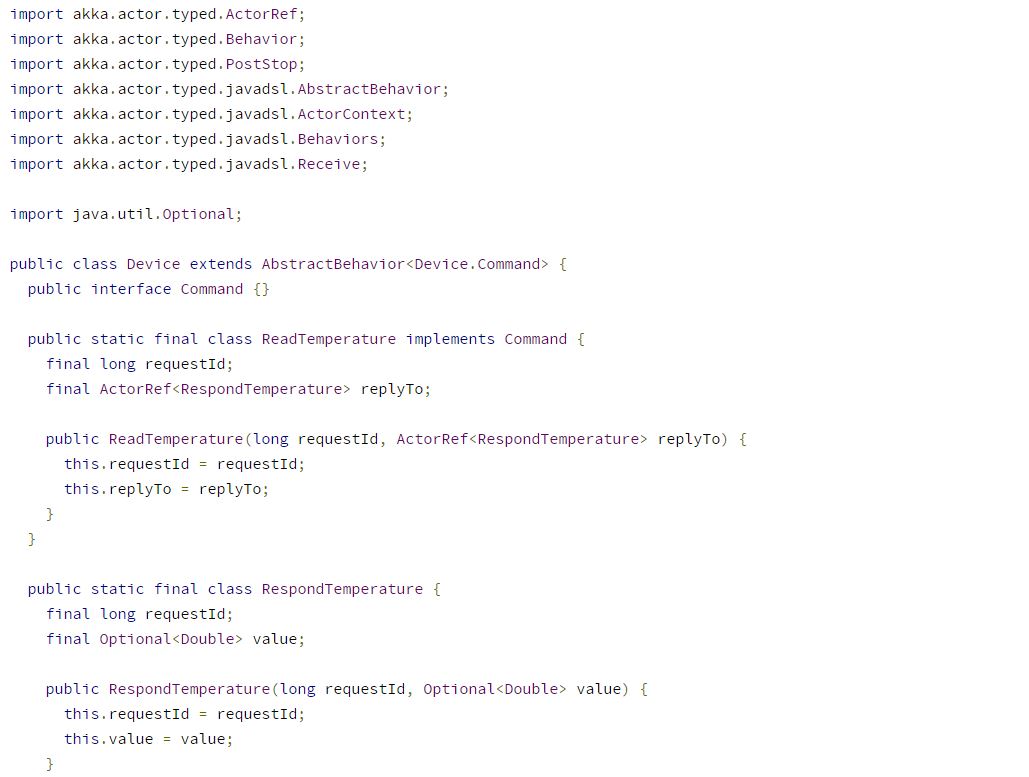 import akka.actor.typed.ActorRef;
import akka.actor.typed.Behavior;
import akka.actor.typed.PostStop;
import akka.actor.typed.javadsl.AbstractBehavior;
import akka.actor.typed.javadsl.ActorContext;
import akka.actor.typed.javadsl.Behaviors;
import akka.actor.typed.javadsl.Receive;

import java.util.Optional;

public class Device extends AbstractBehavior<Device.Command> {
  public interface Command {}

  public static final class ReadTemperature implements Command {
    final long requestId;
    final ActorRef<RespondTemperature> replyTo;

    public ReadTemperature(long requestId, ActorRef<RespondTemperature> replyTo) {
      this.requestId = requestId;
      this.replyTo = replyTo;
    }
  }

  public static final class RespondTemperature {
    final long requestId;
    final Optional<Double> value;

    public RespondTemperature(long requestId, Optional<Double> value) {
      this.requestId = requestId;
      this.value = value;
    }